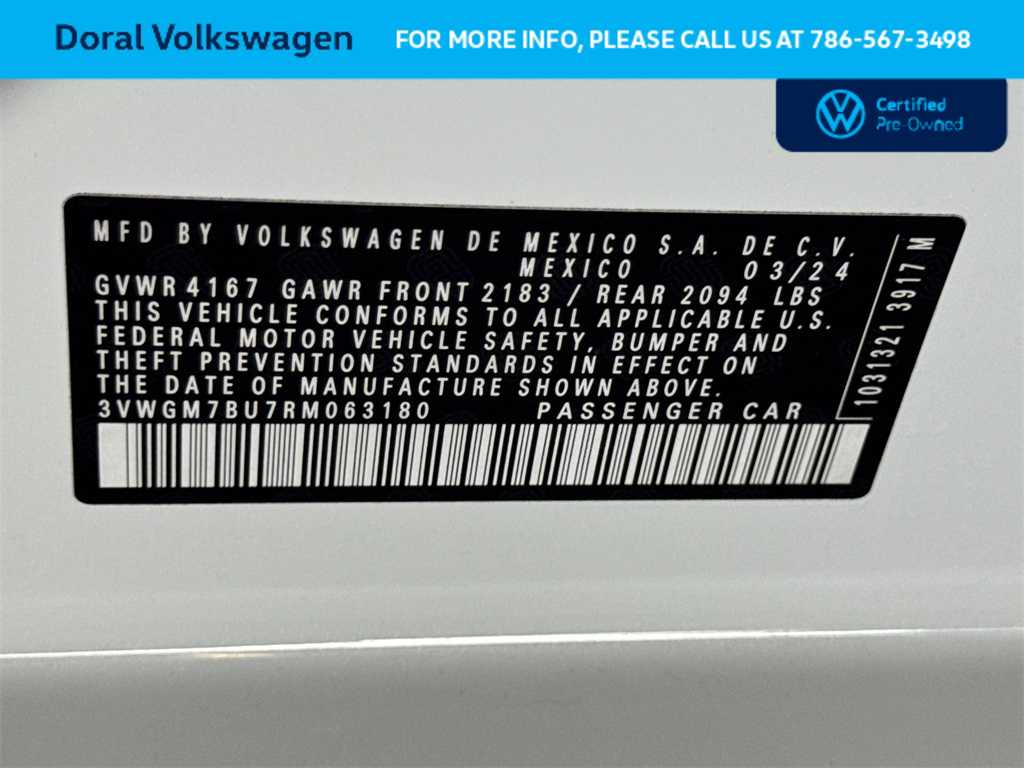 Doral Volkswagen
FOR MORE INFO, PLEASE CALL US AT 786-567-3498
Certified
Pre-Owned
MFD BY VOLKSWAGEN DE MEXICO S.A. DE C.V.
MEXICO 03/24
GVWR 4167 GAWR FRONT 2183 / REAR 2094 LBS
THIS VEHICLE CONFORMS TO ALL APPLICABLE U.S.
FEDERAL MOTOR VEHICLE SAFETY, BUMPER AND
THEFT PREVENTION STANDARDS IN EFFECT ON
THE DATE OF MANUFACTURE SHOWN ABOVE.
3VWGM7BU7RM063180 PASSENGER CAR
1031321 3917 M